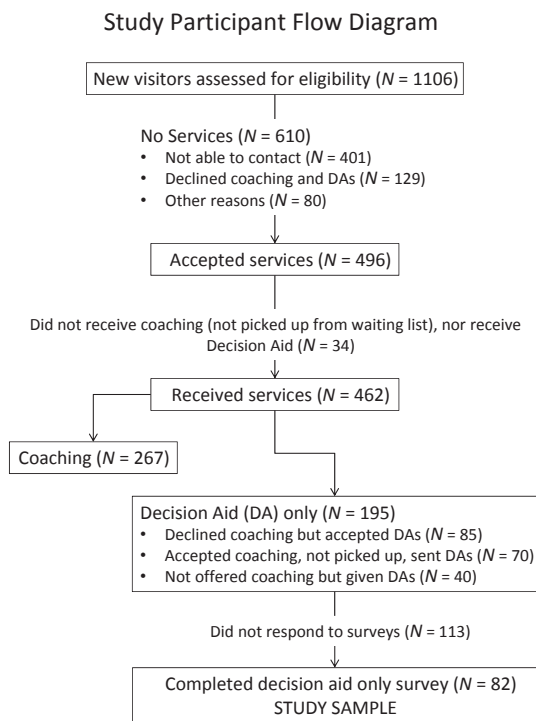 Study Participant Flow Diagram
New visitors assessed for eligibility (N = 1106)
No Services (N = 610)
• Not able to contact (N = 401)
• Declined coaching and DAs (N = 129)
• Other reasons (N = 80)
Accepted services (N = 496)
Did not receive coaching (not picked up from waiting list), nor receive
Decision Aid (N = 34)
Received services (N = 462)
Coaching (N = 267)
Decision Aid (DA) only (N = 195)
• Declined coaching but accepted DAs (N = 85)
• Accepted coaching, not picked up, sent DAs (N = 70)
• Not offered coaching but given DAs (N = 40)
Did not respond to surveys (N = 113)
Completed decision aid only survey (N = 82)
STUDY SAMPLE